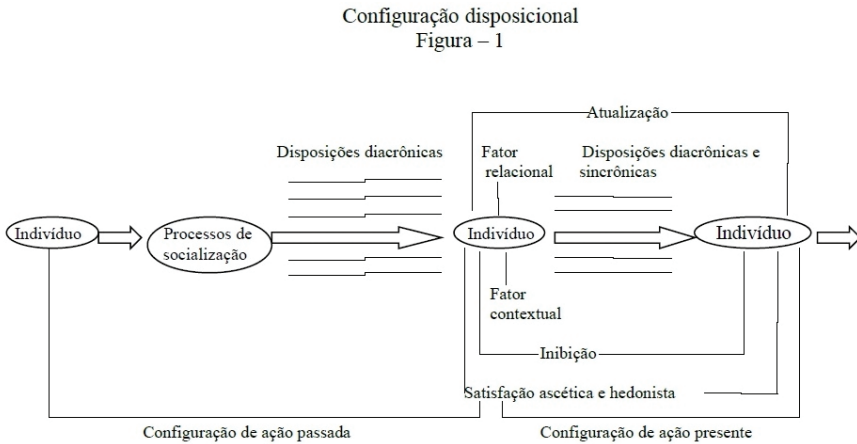 Configuração disposicional
Figura – 1
Atualização
Disposições diacrônicas
Fator
relacional
Disposições diacrônicas e
sincrônicas
Indivíduo
Processos de
socialização
Indivíduo
Indivíduo
Fator
contextual
Inibição
Satisfação ascética e hedonista
Configuração de ação passada
Configuração de ação presente